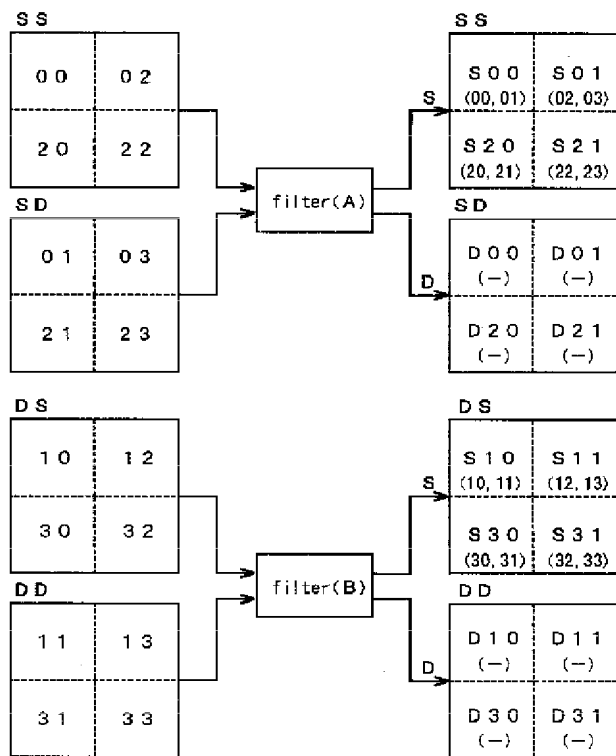 SS
00 02
20 22
SD
01 03
21 23
filter(A)
S
D
SS
S00 S01
(00, 01) (02, 03)
S20 S21
(20, 21) (22, 23)
SD
D00 D01
(—) (—)
D20 D21
(—) (—)
DS
10 12
30 32
DD
11 13
31 33
filter(B)
S
D
DS
S10 S11
(10, 11) (12, 13)
S30 S31
(30, 31) (32, 33)
DD
D10 D11
(—) (—)
D30 D31
(—) (—)